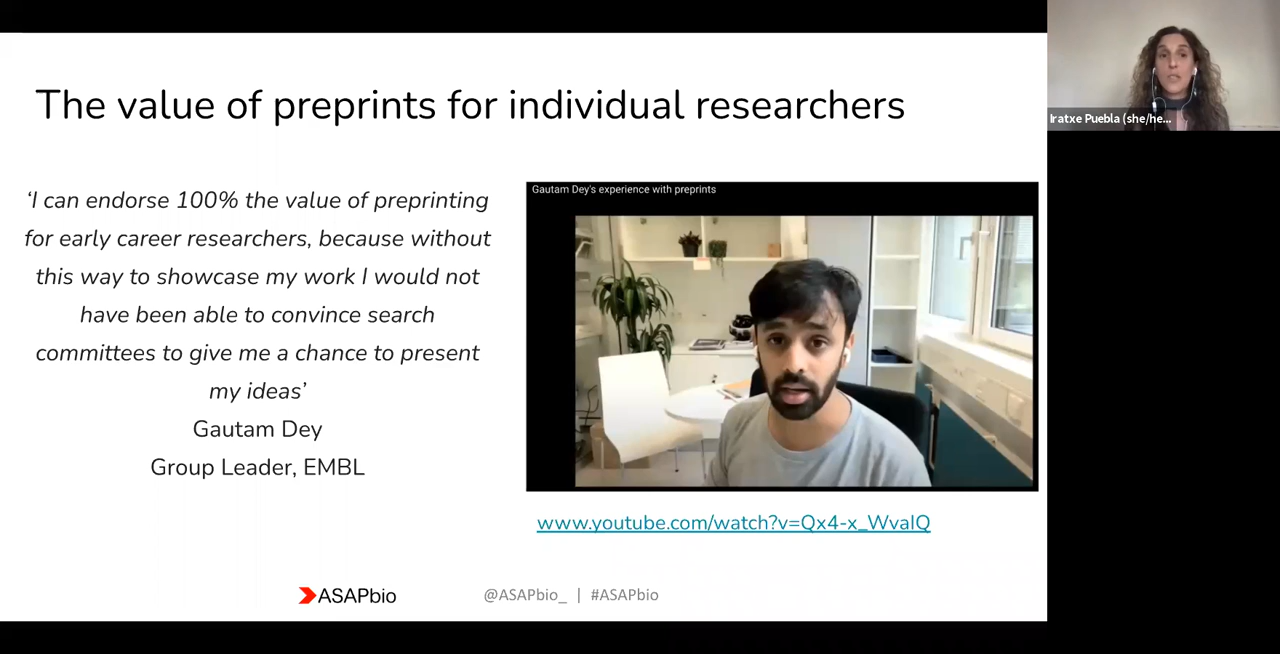 The value of preprints for individual researchers
Iratxe Puebla (she/he...
‘I can endorse 100% the value of preprinting
for early career researchers, because without
this way to showcase my work I would not
have been able to convince search
committees to give me a chance to present
my ideas’
Gautam Dey
Group Leader, EMBL
Gautam Dey's experience with preprints
www.youtube.com/watch?v=Qx4-x_WvaIQ
ASAPbio
@ASAPbio_ | #ASAPbio